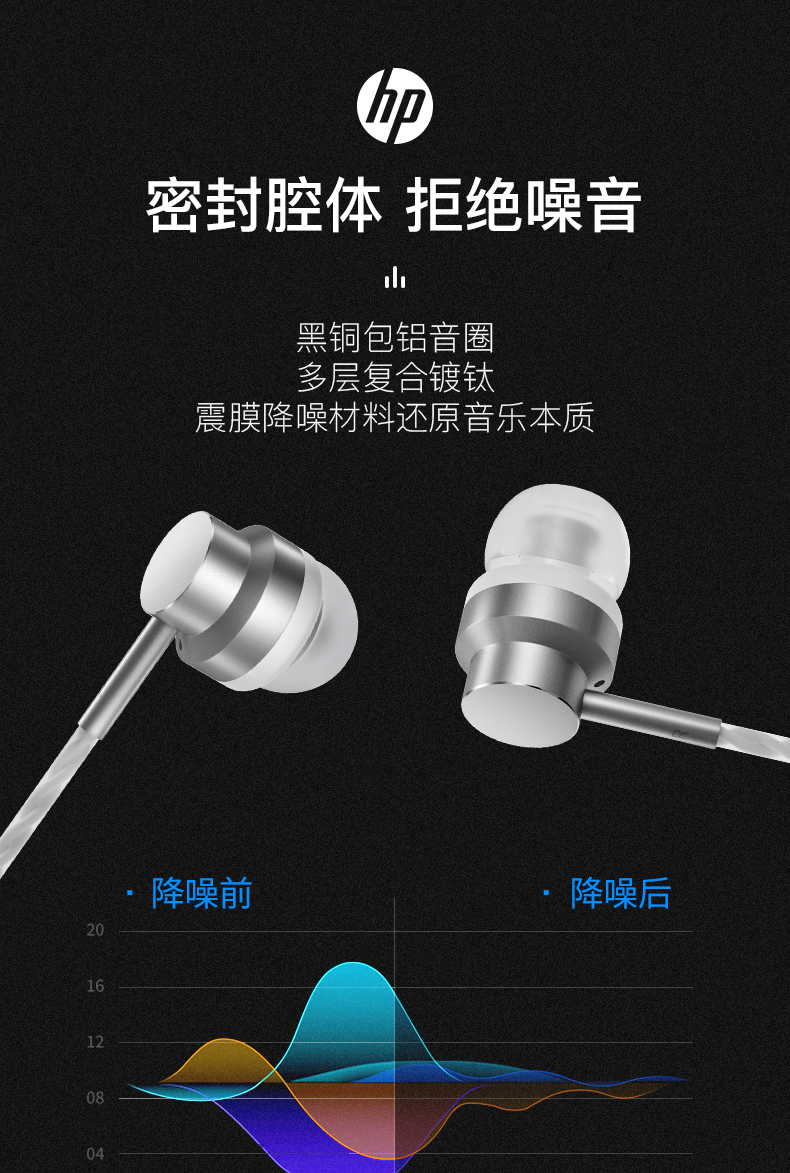 hp
密封腔体 拒绝噪音
黑铜包铝音圈
多层复合镀钛
震膜降噪材料还原音乐本质
R
· 降噪前
· 降噪后
20
16
12
08
04